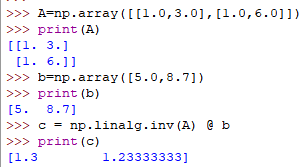 >>> A=np.array([[1.0,3.0],[1.0,6.0]])
>>> print(A)
[[1. 3.]
 [1. 6.]]
>>> b=np.array([5.0,8.7])
>>> print(b)
[5.  8.7]
>>> c = np.linalg.inv(A) @ b
>>> print(c)
[1.3        1.23333333]